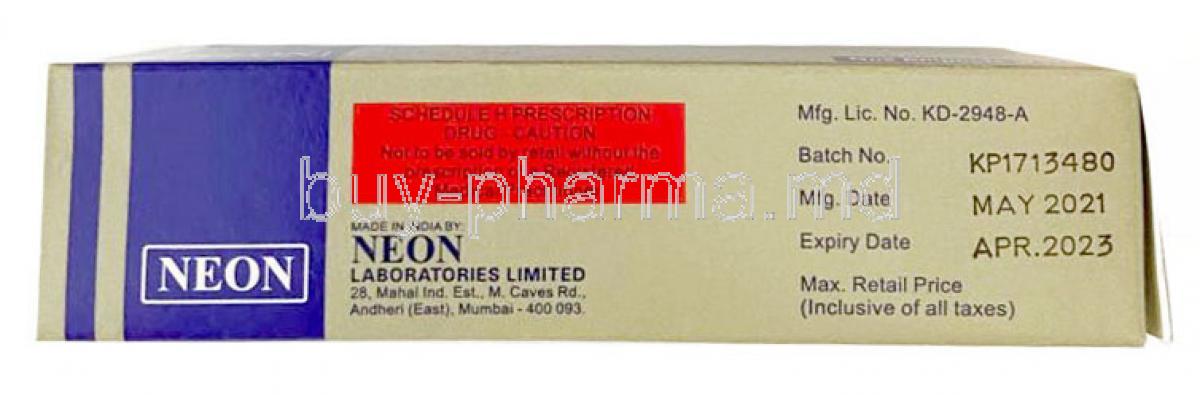 NEON
SCHEDULE H PRESCRIPTION
DRUG - CAUTION
Not to be sold by retail without the
prescription of
Medical
MADE IN INDIA BY:
NEON
LABORATORIES LIMITED
28, Mahal Ind. Est., M. Caves Rd.,
Andheri (East), Mumbai - 400 093.
Mfg. Lic. No. KD-2948-A
Batch No. KP1713480
Mfg. Date MAY 2021
Expiry Date APR.2023
Max. Retail Price
(Inclusive of all taxes)
buy-pharma.md